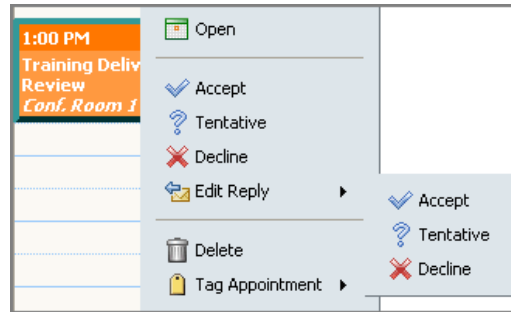 1:00 PM
Training Deliv
Review
Conf. Room 1
Open
Accept
Tentative
Decline
Edit Reply
Delete
Tag Appointment
Accept
Tentative
Decline